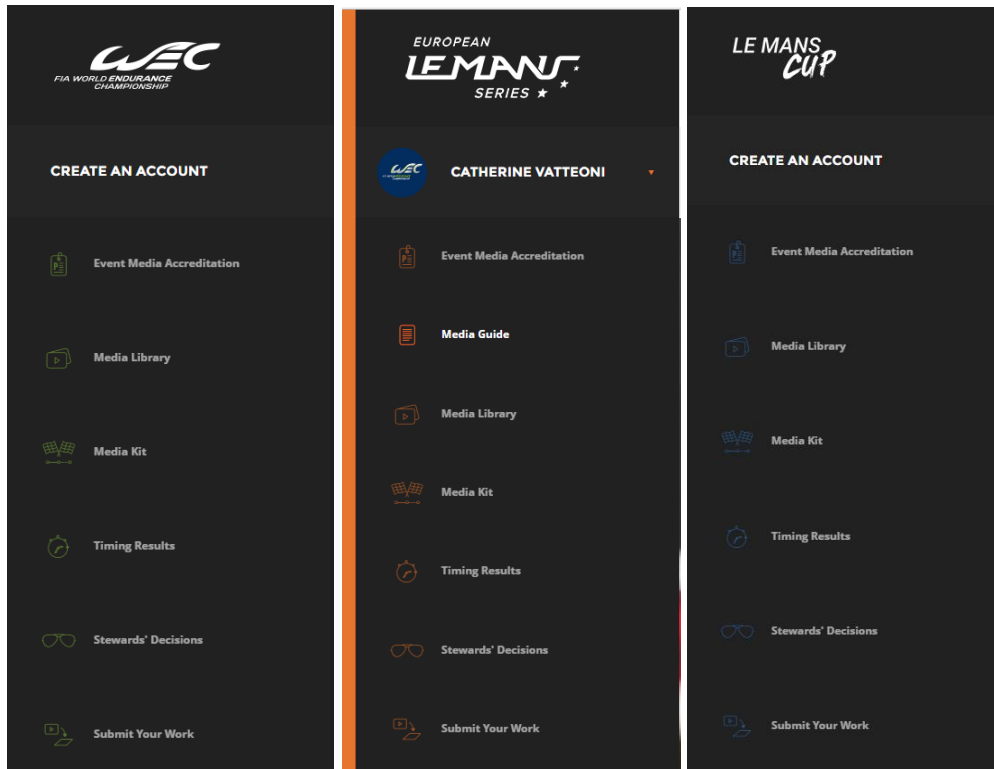 WEC
FIA WORLD ENDURANCE
CHAMPIONSHIP
CREATE AN ACCOUNT
Event Media Accreditation
Media Library
Media Kit
Timing Results
Stewards' Decisions
Submit Your Work
EUROPEAN
LE MANS
SERIES
WEC
CATHERINE VATTEONI
Event Media Accreditation
Media Guide
Media Library
Media Kit
Timing Results
Stewards' Decisions
Submit Your Work
LE MANS
CUP
CREATE AN ACCOUNT
Event Media Accreditation
Media Library
Media Kit
Timing Results
Stewards' Decisions
Submit Your Work